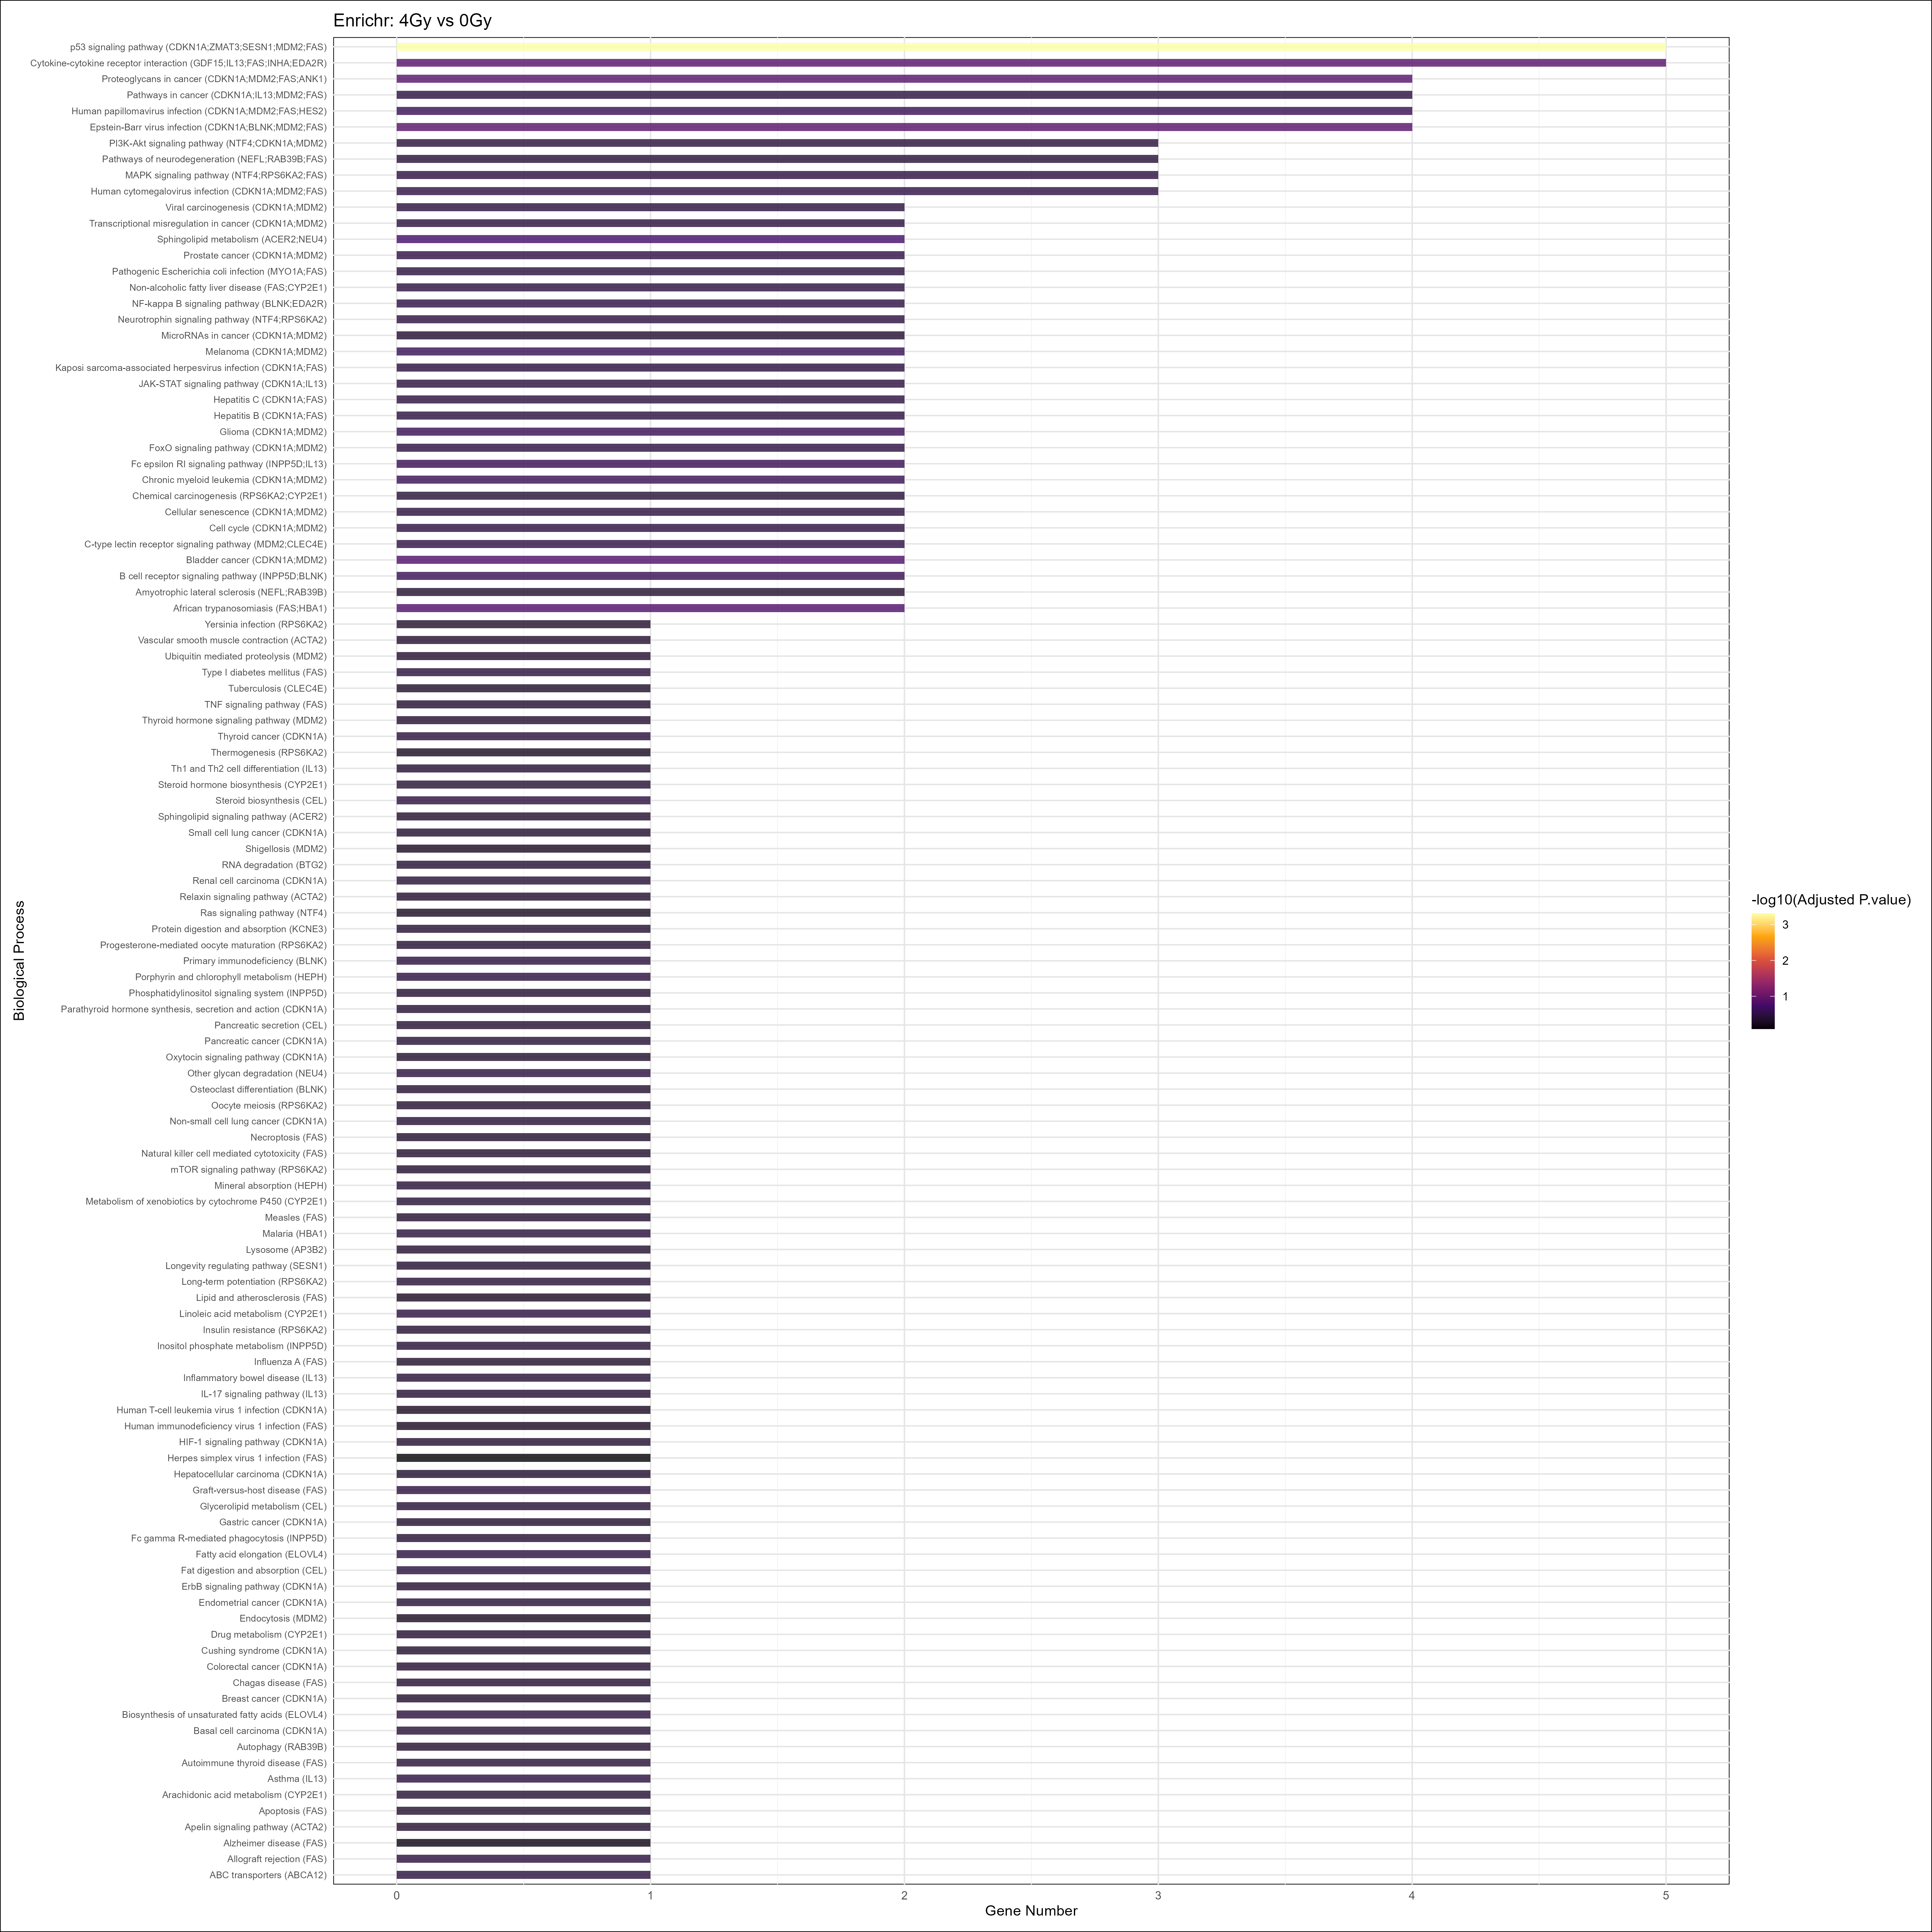 Enrichr: 4Gy vs 0Gy
p53 signaling pathway (CDKN1A;ZMAT3;SESN1;MDM2;FAS)
Cytokine-cytokine receptor interaction (GDF15;IL13;FAS;INHA;EDA2R)
Proteoglycans in cancer (CDKN1A;MDM2;FAS;ANK1)
Pathways in cancer (CDKN1A;IL13;MDM2;FAS)
Human papillomavirus infection (CDKN1A;MDM2;FAS;HES2)
Epstein-Barr virus infection (CDKN1A;BLNK;MDM2;FAS)
PI3K-Akt signaling pathway (NTF4;CDKN1A;MDM2)
Pathways of neurodegeneration (NEFL;RAB39B;FAS)
MAPK signaling pathway (NTF4;RPS6KA2;FAS)
Human cytomegalovirus infection (CDKN1A;MDM2;FAS)
Viral carcinogenesis (CDKN1A;MDM2)
Transcriptional misregulation in cancer (CDKN1A;MDM2)
Sphingolipid metabolism (ACER2;NEU4)
Prostate cancer (CDKN1A;MDM2)
Pathogenic Escherichia coli infection (MYO1A;FAS)
Non-alcoholic fatty liver disease (FAS;CYP2E1)
NF-kappa B signaling pathway (BLNK;EDA2R)
Neurotrophin signaling pathway (NTF4;RPS6KA2)
MicroRNAs in cancer (CDKN1A;MDM2)
Melanoma (CDKN1A;MDM2)
Kaposi sarcoma-associated herpesvirus infection (CDKN1A;FAS)
JAK-STAT signaling pathway (CDKN1A;IL13)
Hepatitis C (CDKN1A;FAS)
Hepatitis B (CDKN1A;FAS)
Glioma (CDKN1A;MDM2)
FoxO signaling pathway (CDKN1A;MDM2)
Fc epsilon RI signaling pathway (INPP5D;IL13)
Chronic myeloid leukemia (CDKN1A;MDM2)
Chemical carcinogenesis (RPS6KA2;CYP2E1)
Cellular senescence (CDKN1A;MDM2)
Cell cycle (CDKN1A;MDM2)
C-type lectin receptor signaling pathway (MDM2;CLEC4E)
Bladder cancer (CDKN1A;MDM2)
B cell receptor signaling pathway (INPP5D;BLNK)
Amyotrophic lateral sclerosis (NEFL;RAB39B)
African trypanosomiasis (FAS;HBA1)
Yersinia infection (RPS6KA2)
Vascular smooth muscle contraction (ACTA2)
Ubiquitin mediated proteolysis (MDM2)
Type I diabetes mellitus (FAS)
Tuberculosis (CLEC4E)
TNF signaling pathway (FAS)
Thyroid hormone signaling pathway (MDM2)
Thyroid cancer (CDKN1A)
Thermogenesis (RPS6KA2)
Th1 and Th2 cell differentiation (IL13)
Steroid hormone biosynthesis (CYP2E1)
Steroid biosynthesis (CEL)
Sphingolipid signaling pathway (ACER2)
Small cell lung cancer (CDKN1A)
Shigellosis (MDM2)
RNA degradation (BTG2)
Renal cell carcinoma (CDKN1A)
Relaxin signaling pathway (ACTA2)
Ras signaling pathway (NTF4)
Protein digestion and absorption (KCNE3)
Progesterone-mediated oocyte maturation (RPS6KA2)
Primary immunodeficiency (BLNK)
Porphyrin and chlorophyll metabolism (HEPH)
Phosphatidylinositol signaling system (INPP5D)
Parathyroid hormone synthesis, secretion and action (CDKN1A)
Pancreatic secretion (CEL)
Pancreatic cancer (CDKN1A)
Oxytocin signaling pathway (CDKN1A)
Other glycan degradation (NEU4)
Osteoclast differentiation (BLNK)
Oocyte meiosis (RPS6KA2)
Non-small cell lung cancer (CDKN1A)
Necroptosis (FAS)
Natural killer cell mediated cytotoxicity (FAS)
mTOR signaling pathway (RPS6KA2)
Mineral absorption (HEPH)
Metabolism of xenobiotics by cytochrome P450 (CYP2E1)
Measles (FAS)
Malaria (HBA1)
Lysosome (AP3B2)
Longevity regulating pathway (SESN1)
Long-term potentiation (RPS6KA2)
Lipid and atherosclerosis (FAS)
Linoleic acid metabolism (CYP2E1)
Insulin resistance (RPS6KA2)
Inositol phosphate metabolism (INPP5D)
Influenza A (FAS)
Inflammatory bowel disease (IL13)
IL-17 signaling pathway (IL13)
Human T-cell leukemia virus 1 infection (CDKN1A)
Human immunodeficiency virus 1 infection (FAS)
HIF-1 signaling pathway (CDKN1A)
Herpes simplex virus 1 infection (FAS)
Hepatocellular carcinoma (CDKN1A)
Graft-versus-host disease (FAS)
Glycerolipid metabolism (CEL)
Gastric cancer (CDKN1A)
Fc gamma R-mediated phagocytosis (INPP5D)
Fatty acid elongation (ELOVL4)
Fat digestion and absorption (CEL)
ErbB signaling pathway (CDKN1A)
Endometrial cancer (CDKN1A)
Endocytosis (MDM2)
Drug metabolism (CYP2E1)
Cushing syndrome (CDKN1A)
Colorectal cancer (CDKN1A)
Chagas disease (FAS)
Breast cancer (CDKN1A)
Biosynthesis of unsaturated fatty acids (ELOVL4)
Basal cell carcinoma (CDKN1A)
Autophagy (RAB39B)
Autoimmune thyroid disease (FAS)
Asthma (IL13)
Arachidonic acid metabolism (CYP2E1)
Apoptosis (FAS)
Apelin signaling pathway (ACTA2)
Alzheimer disease (FAS)
Allograft rejection (FAS)
ABC transporters (ABCA12)
Biological Process
0 1 2 3 4 5
Gene Number
-log10(Adjusted P.value)
3
2
1